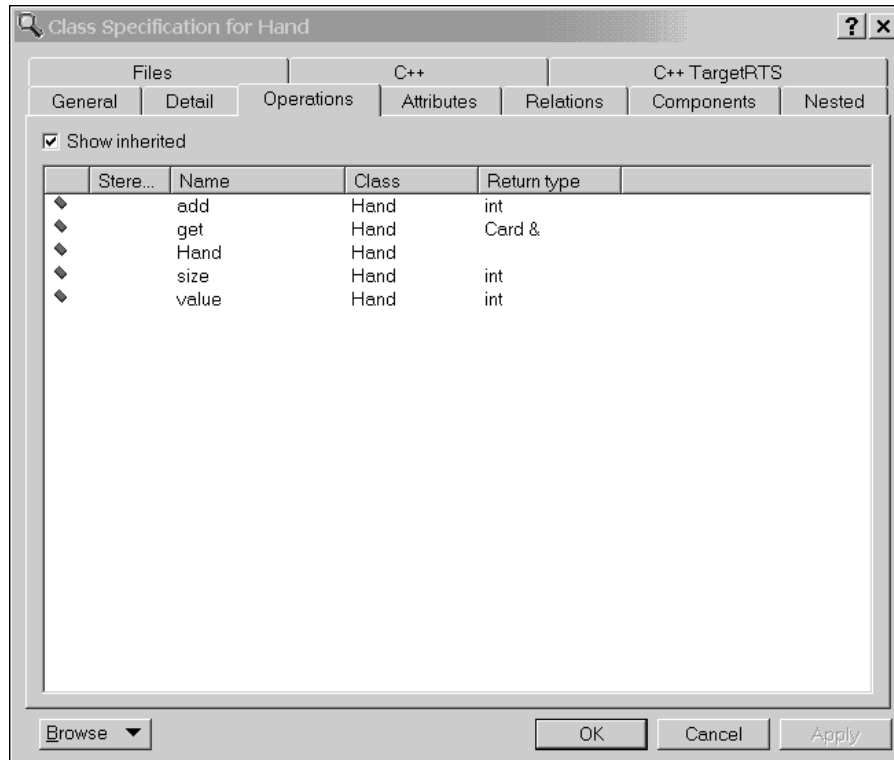 Class Specification for Hand
? x
Files C++ C++ TargetRTS
General Detail Operations Attributes Relations Components Nested
Show inherited
Stere... Name Class Return type
add Hand int
get Hand Card &
Hand Hand
size Hand int
value Hand int
Browse OK Cancel Apply